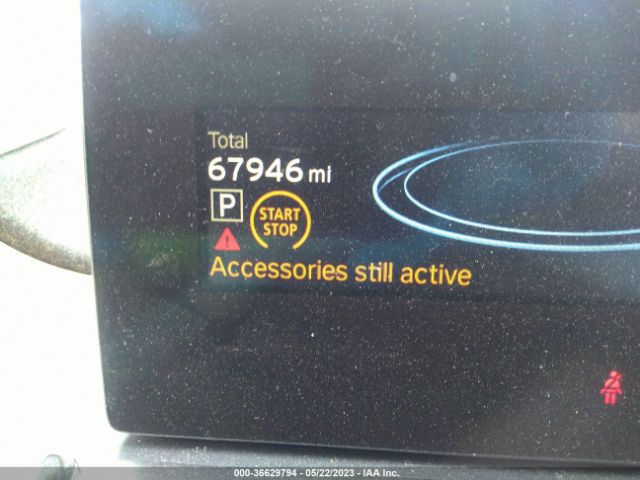 Total
67946 mi
P
START
STOP
Accessories still active
000-36629794 - 05/22/2023 - IAA Inc.